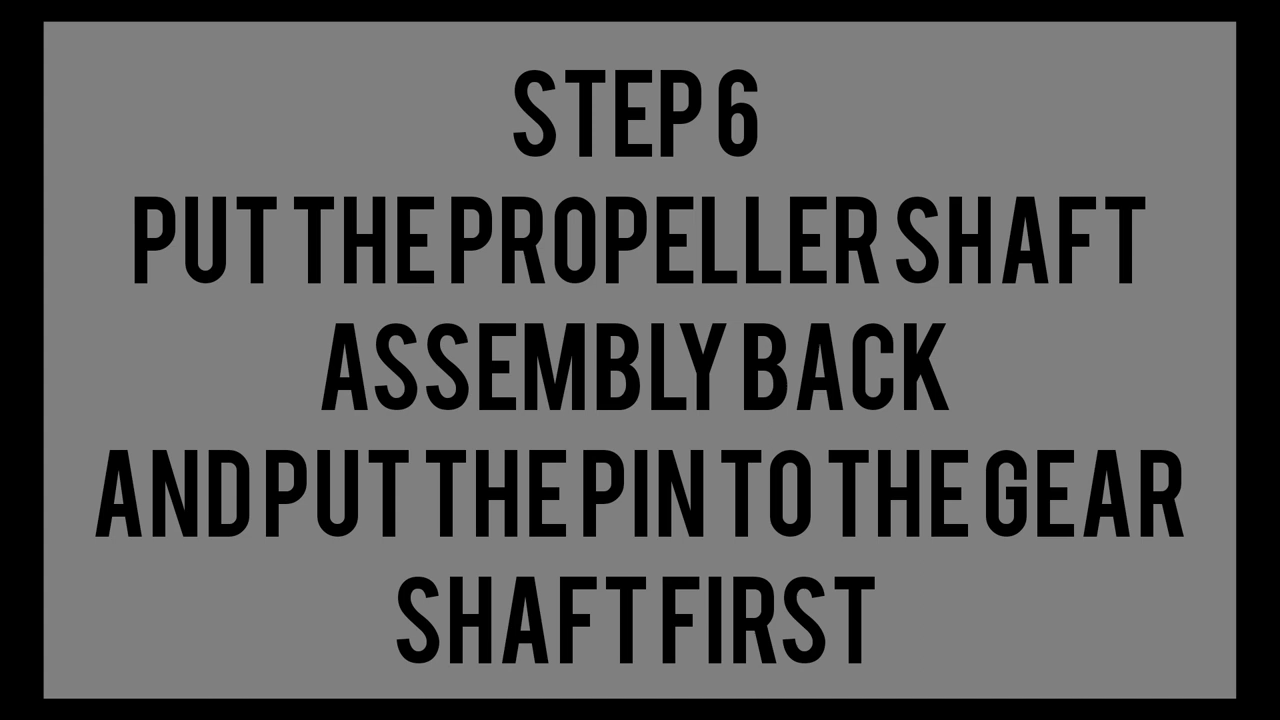 STEP 6
PUT THE PROPELLER SHAFT
ASSEMBLY BACK
AND PUT THE PIN TO THE GEAR
SHAFT FIRST